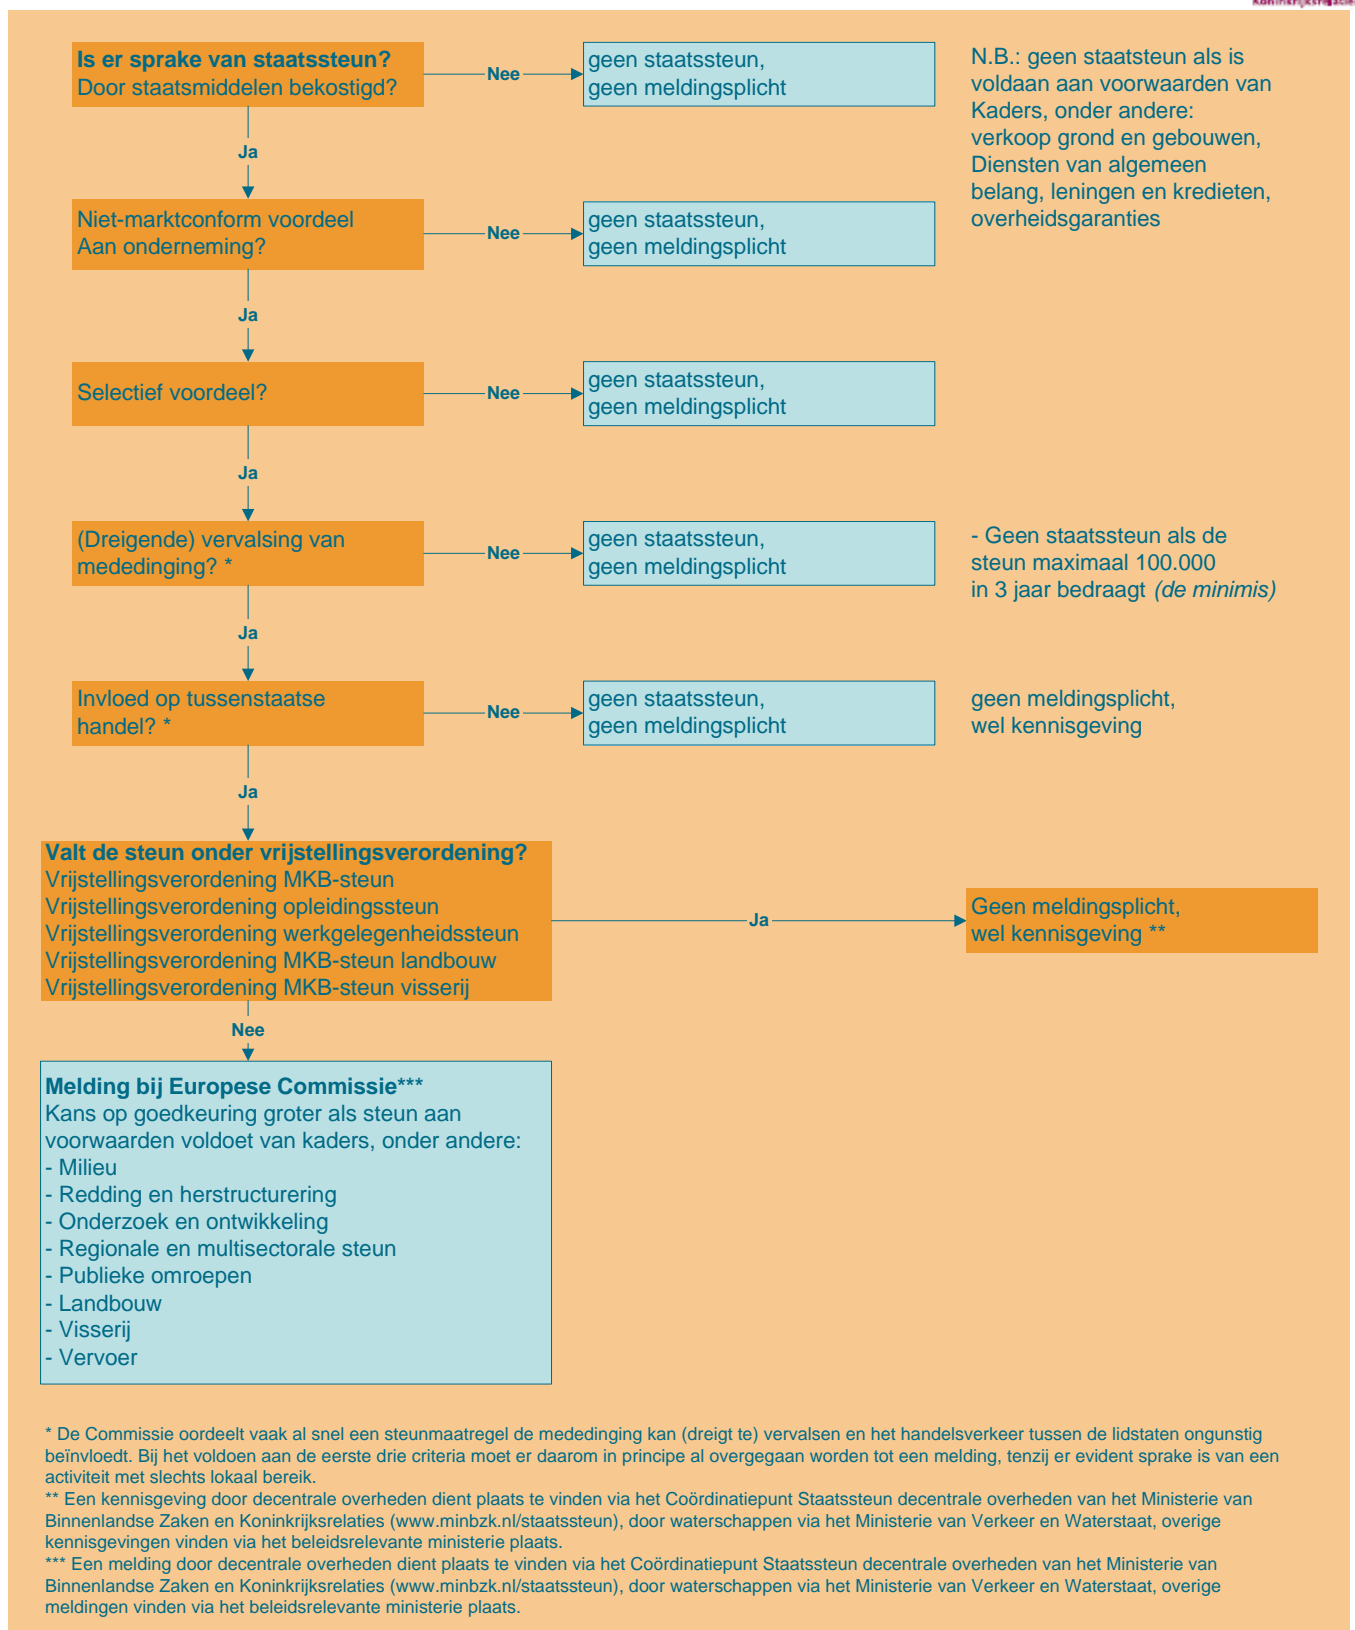 Koninkrijksrelaties
Is er sprake van staatssteun?
Door staatsmiddelen bekostigd?
Nee
geen staatssteun,
geen meldingsplicht
N.B.: geen staatsteun als is
voldaan aan voorwaarden van
Kaders, onder andere:
verkoop grond en gebouwen,
Diensten van algemeen
belang, leningen en kredieten,
overheidsgaranties
Ja
Niet-marktconform voordeel
Aan onderneming?
Nee
geen staatssteun,
geen meldingsplicht
Ja
Selectief voordeel?
Nee
geen staatssteun,
geen meldingsplicht
Ja
(Dreigende) vervalsing van
mededinging? *
Nee
geen staatssteun,
geen meldingsplicht
- Geen staatssteun als de
steun maximaal 100.000
in 3 jaar bedraagt (de minimis)
Ja
Invloed op tussenstaatse
handel? *
Nee
geen staatssteun,
geen meldingsplicht
geen meldingsplicht,
wel kennisgeving
Ja
Valt de steun onder vrijstellingsverordening?
Vrijstellingsverordening MKB-steun
Vrijstellingsverordening opleidingssteun
Vrijstellingsverordening werkgelegenheidssteun
Vrijstellingsverordening MKB-steun landbouw
Vrijstellingsverordening MKB-steun visserij
Ja
Geen meldingsplicht,
wel kennisgeving **
Nee
Melding bij Europese Commissie***
Kans op goedkeuring groter als steun aan
voorwaarden voldoet van kaders, onder andere:
- Milieu
- Redding en herstructurering
- Onderzoek en ontwikkeling
- Regionale en multisectorale steun
- Publieke omroepen
- Landbouw
- Visserij
- Vervoer
* De Commissie oordeelt vaak al snel een steunmaatregel de mededinging kan (dreigt te) vervalsen en het handelsverkeer tussen de lidstaten ongunstig
beïnvloedt. Bij het voldoen aan de eerste drie criteria moet er daarom in principe al overgegaan worden tot een melding, tenzij er evident sprake is van een
activiteit met slechts lokaal bereik.
** Een kennisgeving door decentrale overheden dient plaats te vinden via het Coördinatiepunt Staatssteun decentrale overheden van het Ministerie van
Binnenlandse Zaken en Koninkrijksrelaties (www.minbzk.nl/staatssteun), door waterschappen via het Ministerie van Verkeer en Waterstaat, overige
kennisgevingen vinden via het beleidsrelevante ministerie plaats.
*** Een melding door decentrale overheden dient plaats te vinden via het Coördinatiepunt Staatssteun decentrale overheden van het Ministerie van
Binnenlandse Zaken en Koninkrijksrelaties (www.minbzk.nl/staatssteun), door waterschappen via het Ministerie van Verkeer en Waterstaat, overige
meldingen vinden via het beleidsrelevante ministerie plaats.